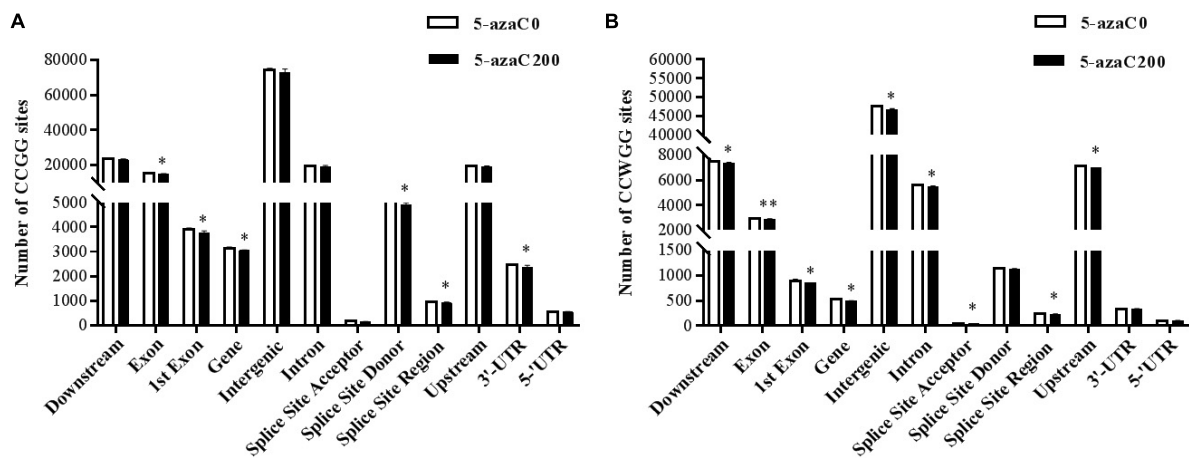 A
5-azaC0
5-azaC200
Number of CCGG sites
80000
60000
40000
20000
5000
4000
3000
2000
1000
0
*
*
*
*
*
*
Downstream
Exon
1st Exon
Gene
Intergenic
Intron
Splice Site Acceptor
Splice Site Donor
Splice Site Region
Upstream
3'-UTR
5-'UTR
B
5-azaC0
5-azaC200
Number of CCWGG sites
60000
55000
50000
45000
40000
8000
6000
4000
2000
1500
1000
500
0
*
**
*
*
*
*
*
*
*
Downstream
Exon
1st Exon
Gene
Intergenic
Intron
Splice Site Acceptor
Splice Site Donor
Splice Site Region
Upstream
3'-UTR
5-'UTR